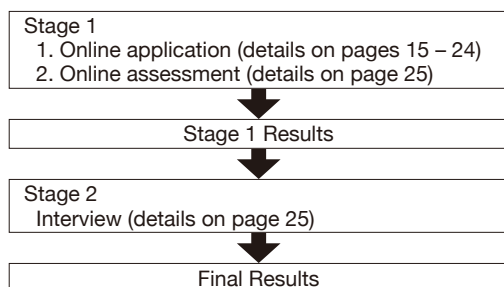 Stage 1
1. Online application (details on pages 15 – 24)
2. Online assessment (details on page 25)
Stage 1 Results
Stage 2
Interview (details on page 25)
Final Results